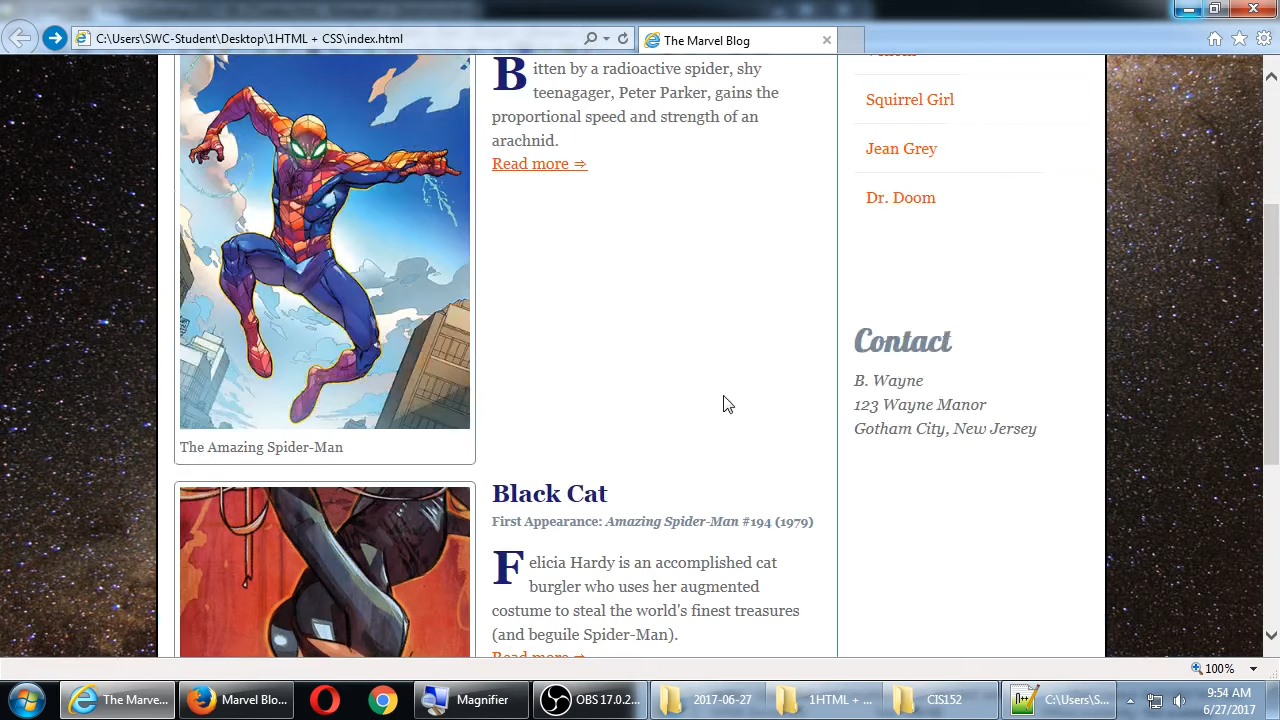 C:\Users\SWC-Student\Desktop\1HTML + CSS\index.html
The Marvel Blog
Bitten by a radioactive spider, shy
teenagager, Peter Parker, gains the
proportional speed and strength of an
arachnid.
Read more ⇒
The Amazing Spider-Man
Black Cat
First Appearance: Amazing Spider-Man #194 (1979)
Felicia Hardy is an accomplished cat
burgler who uses her augmented
costume to steal the world's finest treasures
(and beguile Spider-Man).
Read more ⇒
Squirrel Girl
Jean Grey
Dr. Doom
Contact
B. Wayne
123 Wayne Manor
Gotham City, New Jersey
100%
The Marve...
Marvel Blo...
Magnifier
OBS 17.0.2...
2017-06-27
1HTML + ...
CIS152
C:\Users\S...
9:54 AM
6/27/2017